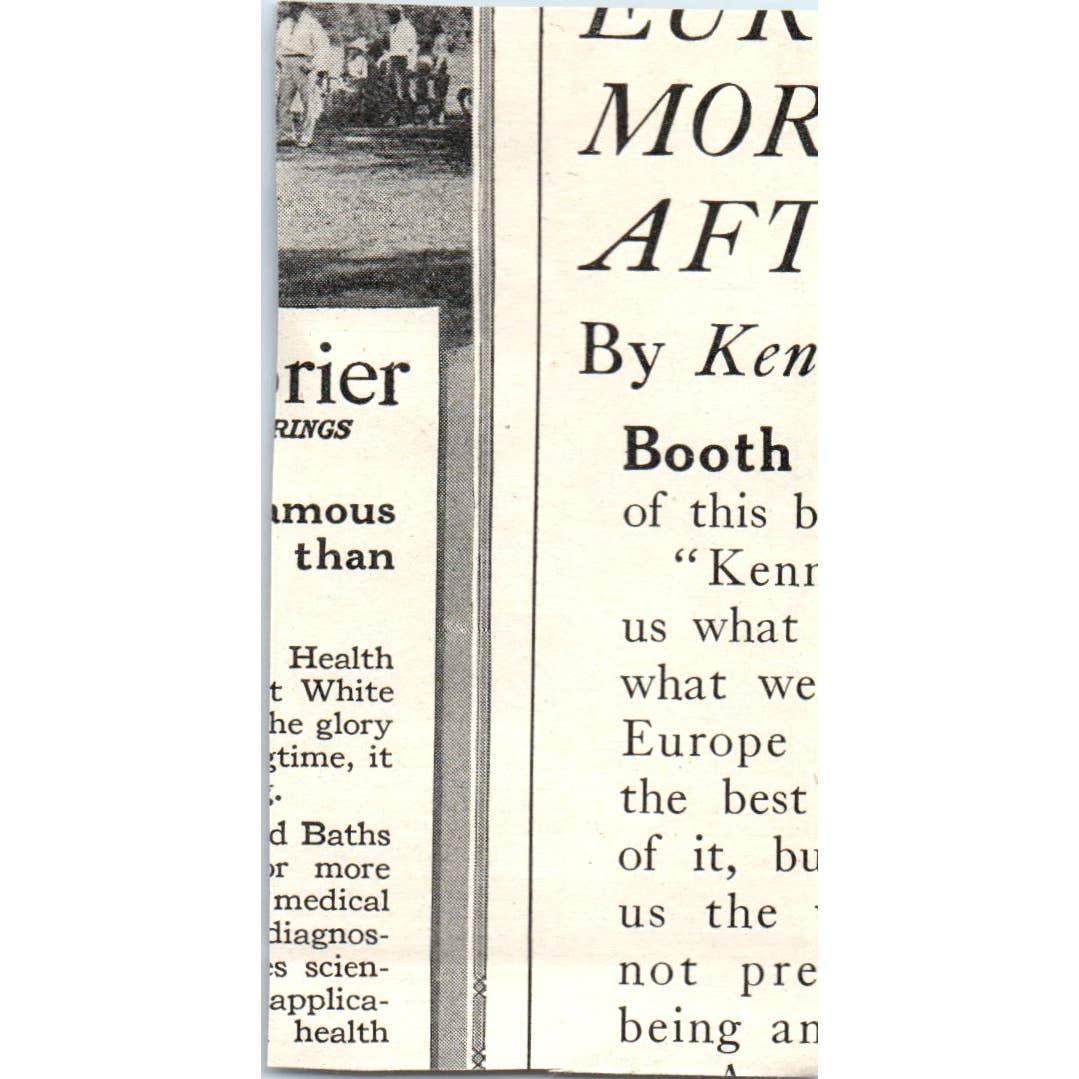 rier
RINGS
amous
than
Health
t White
he glory
gtime, it
g.
d Baths
or more
medical
diagnos-
es scien-
applica-
health
EUR
MOR
AFT
By Ken
Booth
of this b
“Kenn
us what
what we
Europe
the best
of it, bu
us the
not pre
being an